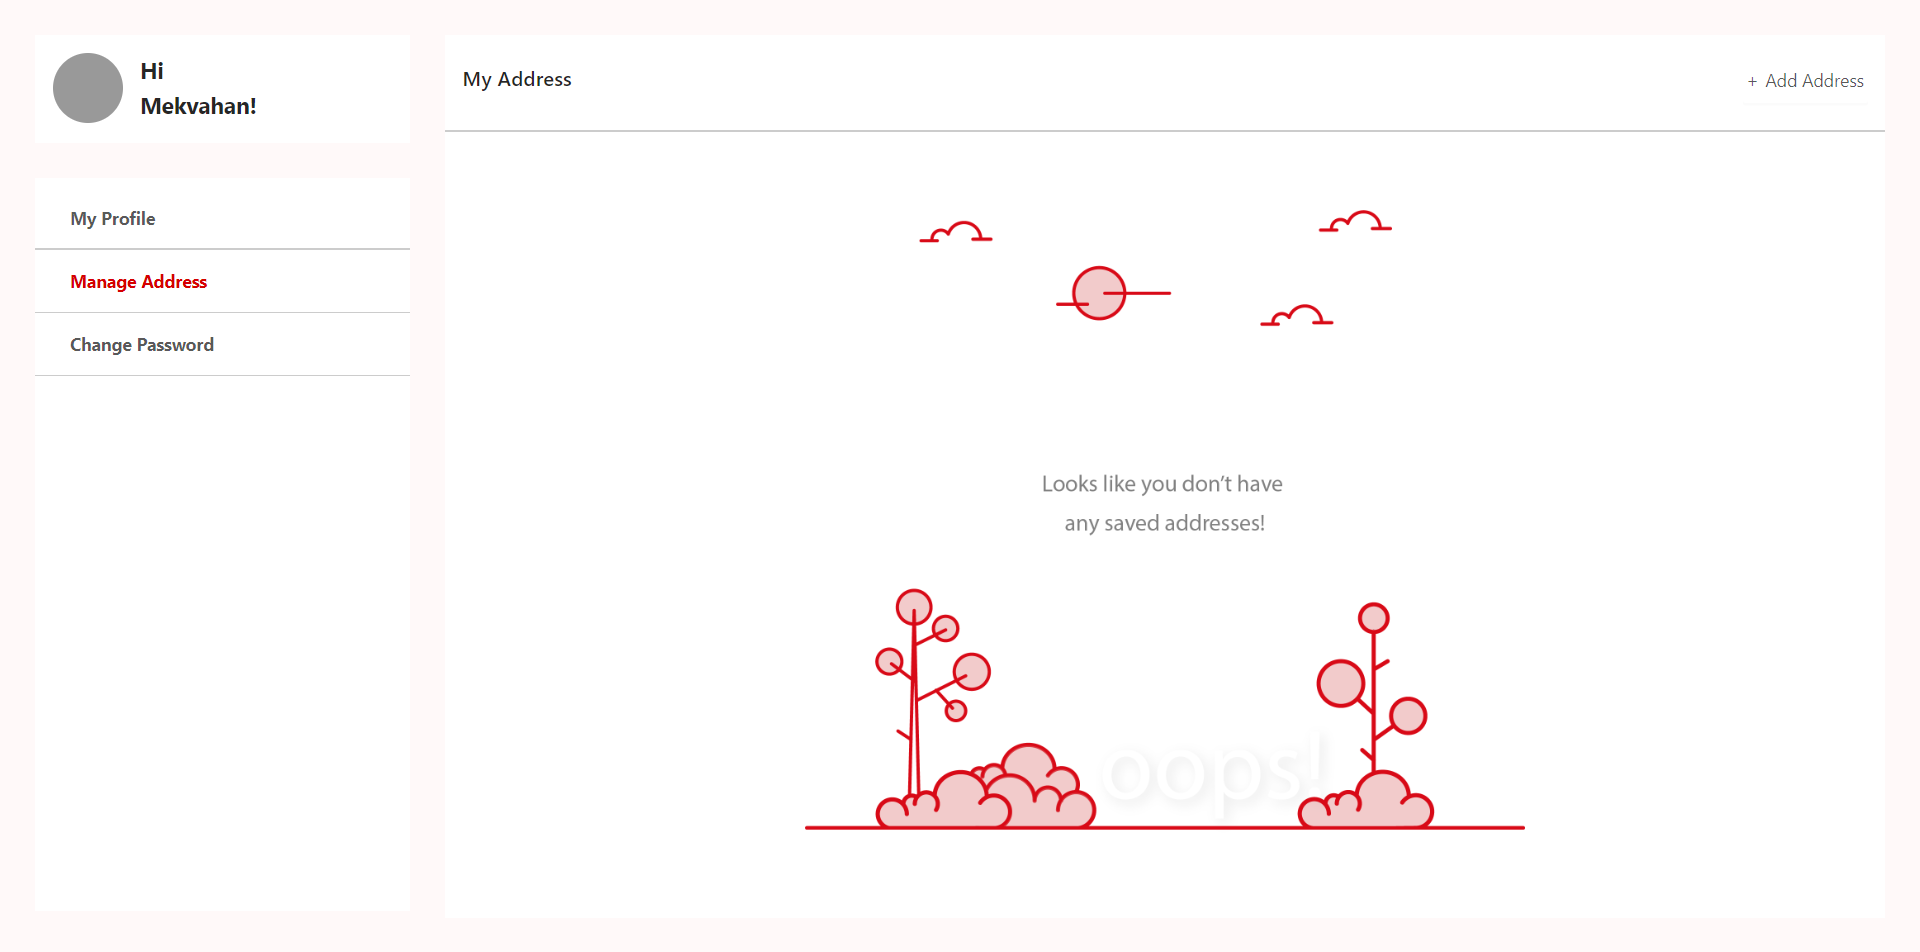 Hi
Mekvahan!
My Profile
Manage Address
Change Password
My Address
+ Add Address
Looks like you don’t have
any saved addresses!
oops!